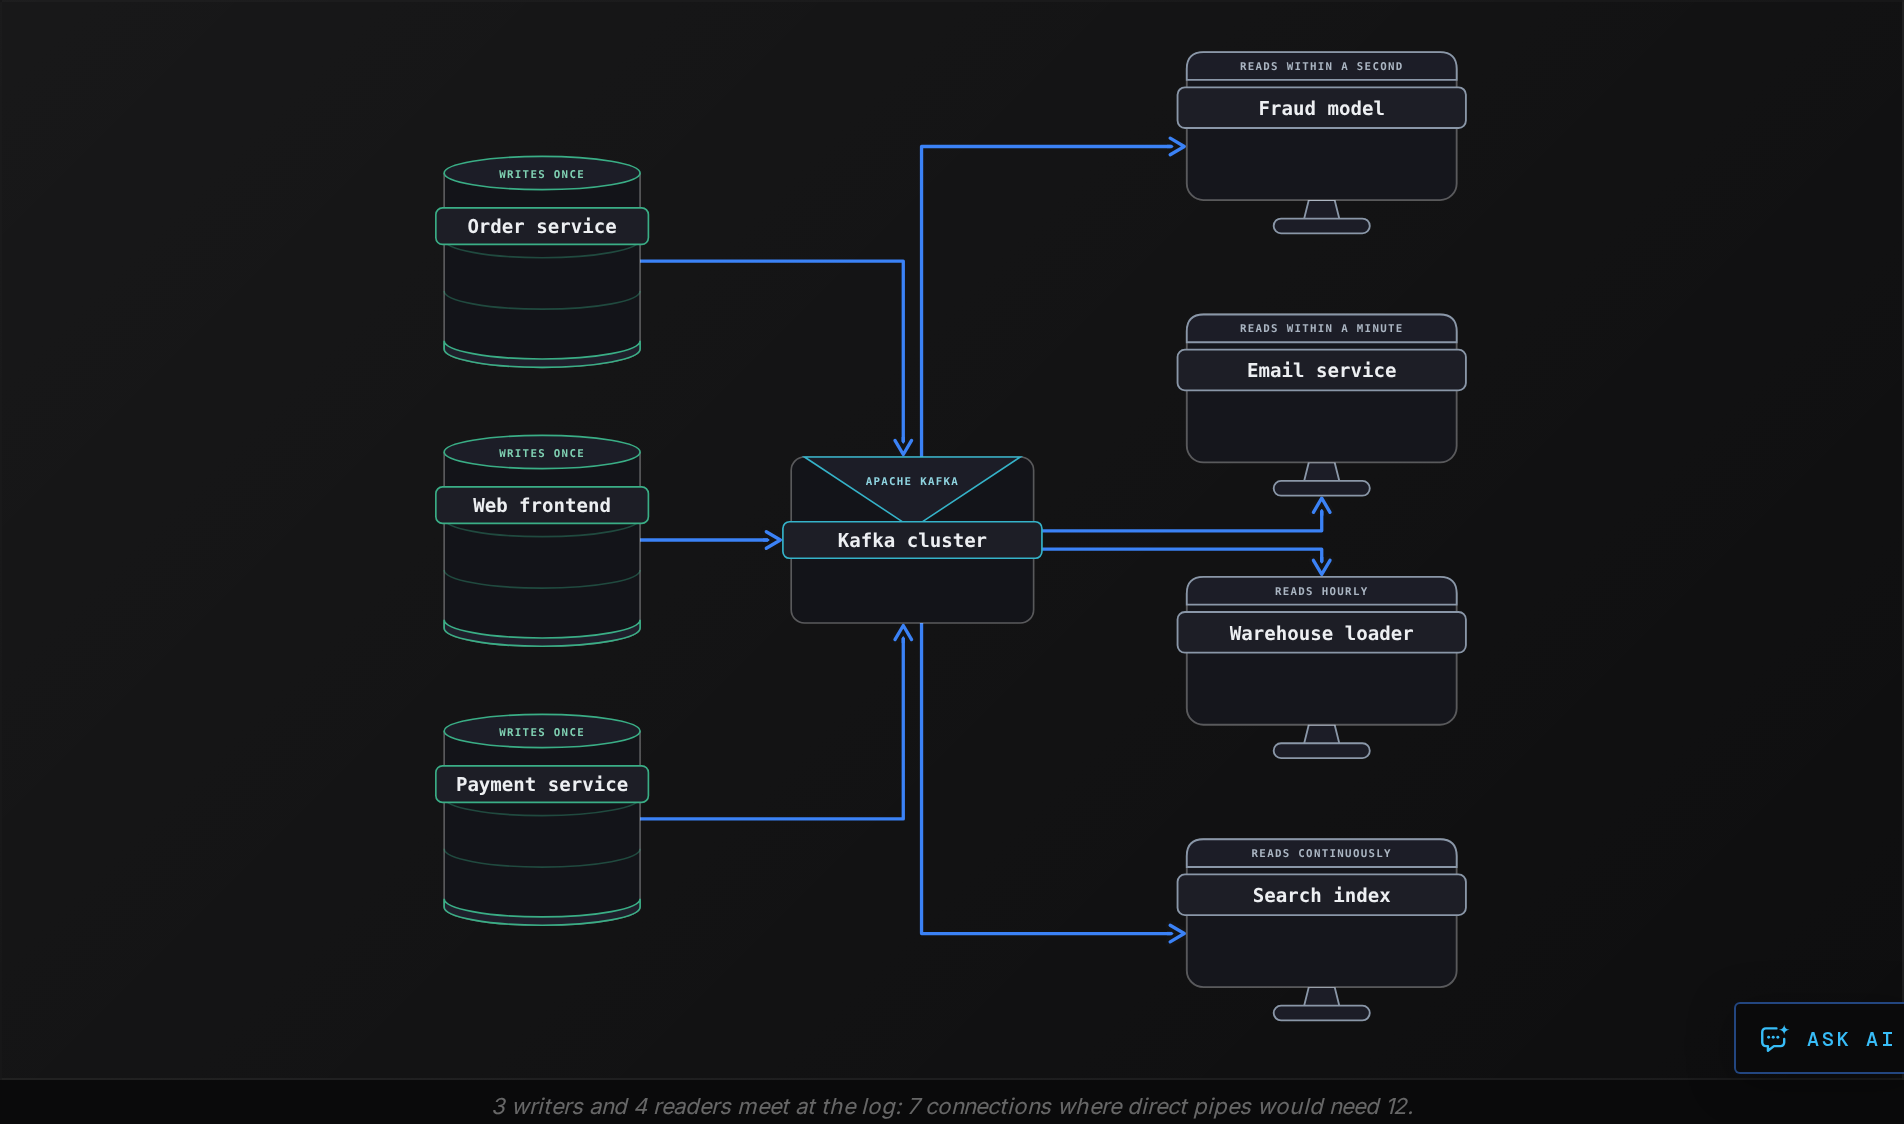 WRITES ONCE
Order service
WRITES ONCE
Web frontend
WRITES ONCE
Payment service
APACHE KAFKA
Kafka cluster
READS WITHIN A SECOND
Fraud model
READS WITHIN A MINUTE
Email service
READS HOURLY
Warehouse loader
READS CONTINUOUSLY
Search index
ASK AI
3 writers and 4 readers meet at the log: 7 connections where direct pipes would need 12.